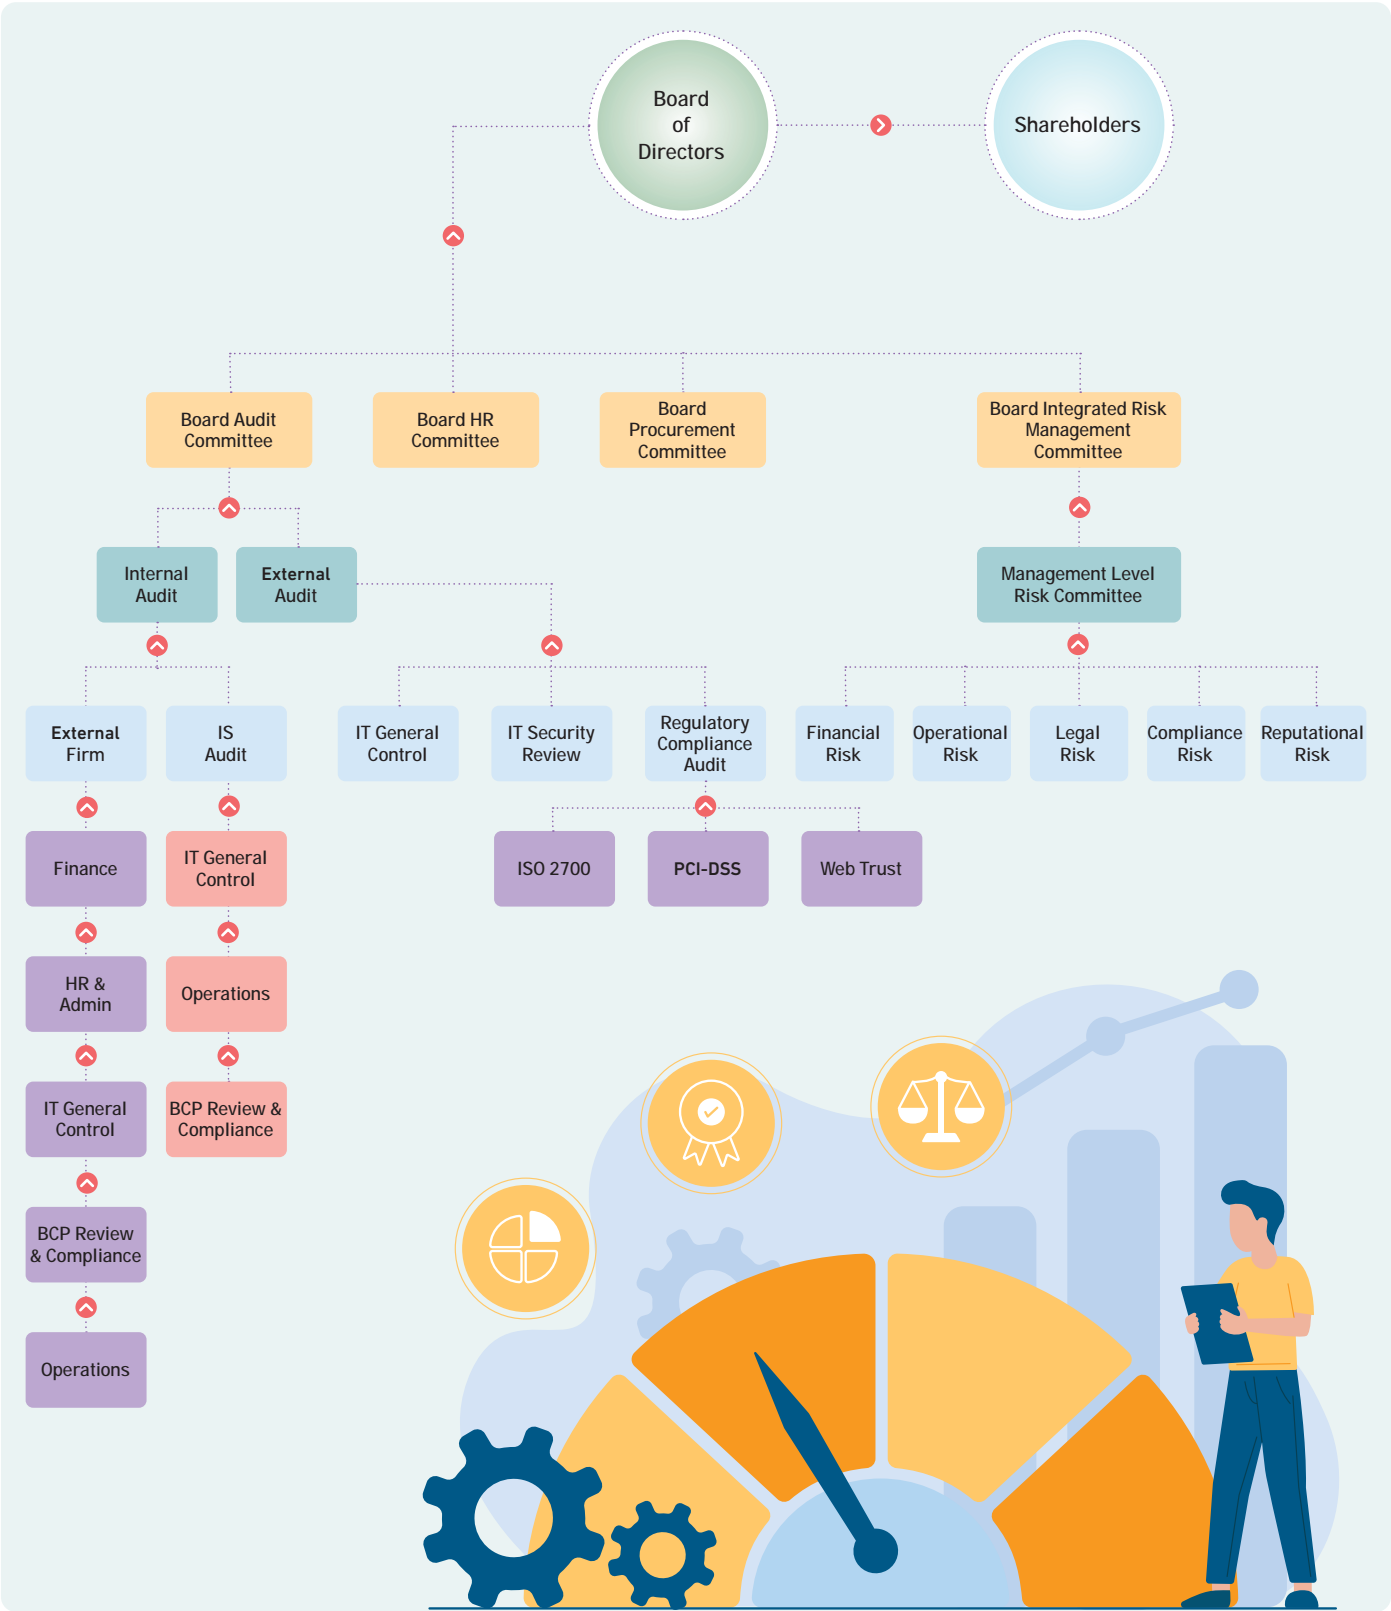 Board
of
Directors
Shareholders
Board Audit
Committee
Board HR
Committee
Board
Procurement
Committee
Board Integrated Risk
Management
Committee
Internal
Audit
External
Audit
Management Level
Risk Committee
External
Firm
IS
Audit
IT General
Control
IT Security
Review
Regulatory
Compliance
Audit
Financial
Risk
Operational
Risk
Legal
Risk
Compliance
Risk
Reputational
Risk
Finance
IT General
Control
ISO 2700
PCI-DSS
Web Trust
HR &
Admin
Operations
IT General
Control
BCP Review &
Compliance
BCP Review
& Compliance
Operations